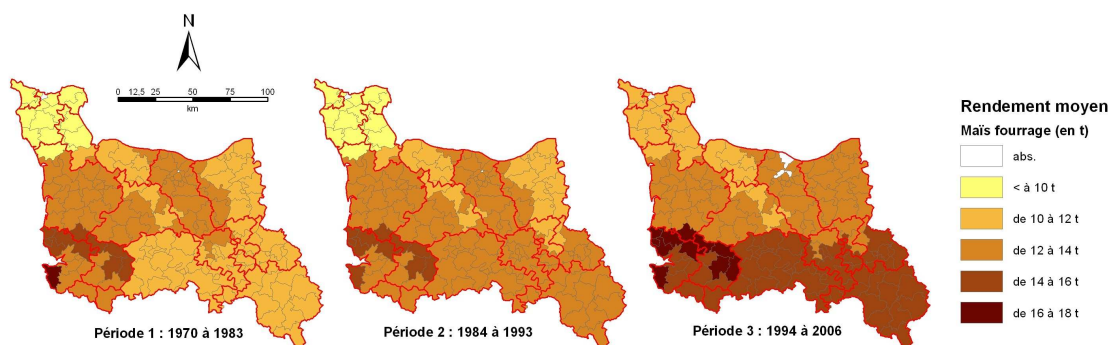 N
0 12,5 25 50 75 100
km
Rendement moyen
Maïs fourrage (en t)
abs.
< à 10 t
de 10 à 12 t
de 12 à 14 t
de 14 à 16 t
de 16 à 18 t
Période 1 : 1970 à 1983
Période 2 : 1984 à 1993
Période 3 : 1994 à 2006